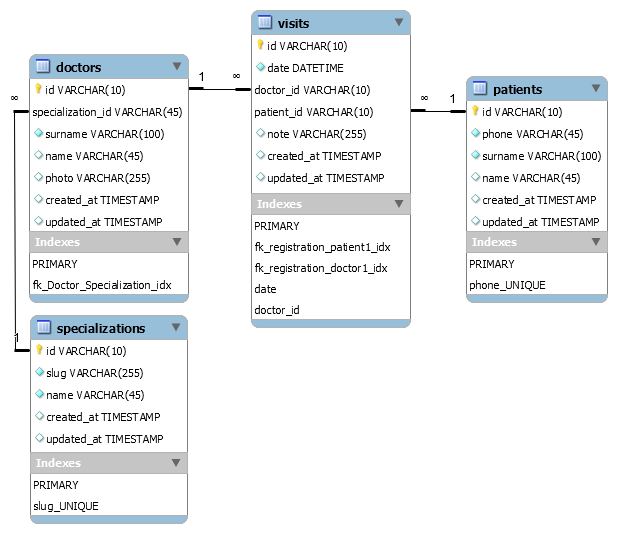 visits
id VARCHAR(10)
date DATETIME
doctor_id VARCHAR(10)
patient_id VARCHAR(10)
note VARCHAR(255)
created_at TIMESTAMP
updated_at TIMESTAMP
Indexes
PRIMARY
fk_registration_patient1_idx
fk_registration_doctor1_idx
date
doctor_id
doctors
id VARCHAR(10)
specialization_id VARCHAR(45)
surname VARCHAR(100)
name VARCHAR(45)
photo VARCHAR(255)
created_at TIMESTAMP
updated_at TIMESTAMP
Indexes
PRIMARY
fk_Doctor_Specialization_idx
1
∞
∞
1
patients
id VARCHAR(10)
phone VARCHAR(45)
surname VARCHAR(100)
name VARCHAR(45)
created_at TIMESTAMP
updated_at TIMESTAMP
Indexes
PRIMARY
phone_UNIQUE
∞
1
specializations
id VARCHAR(10)
slug VARCHAR(255)
name VARCHAR(45)
created_at TIMESTAMP
updated_at TIMESTAMP
Indexes
PRIMARY
slug_UNIQUE